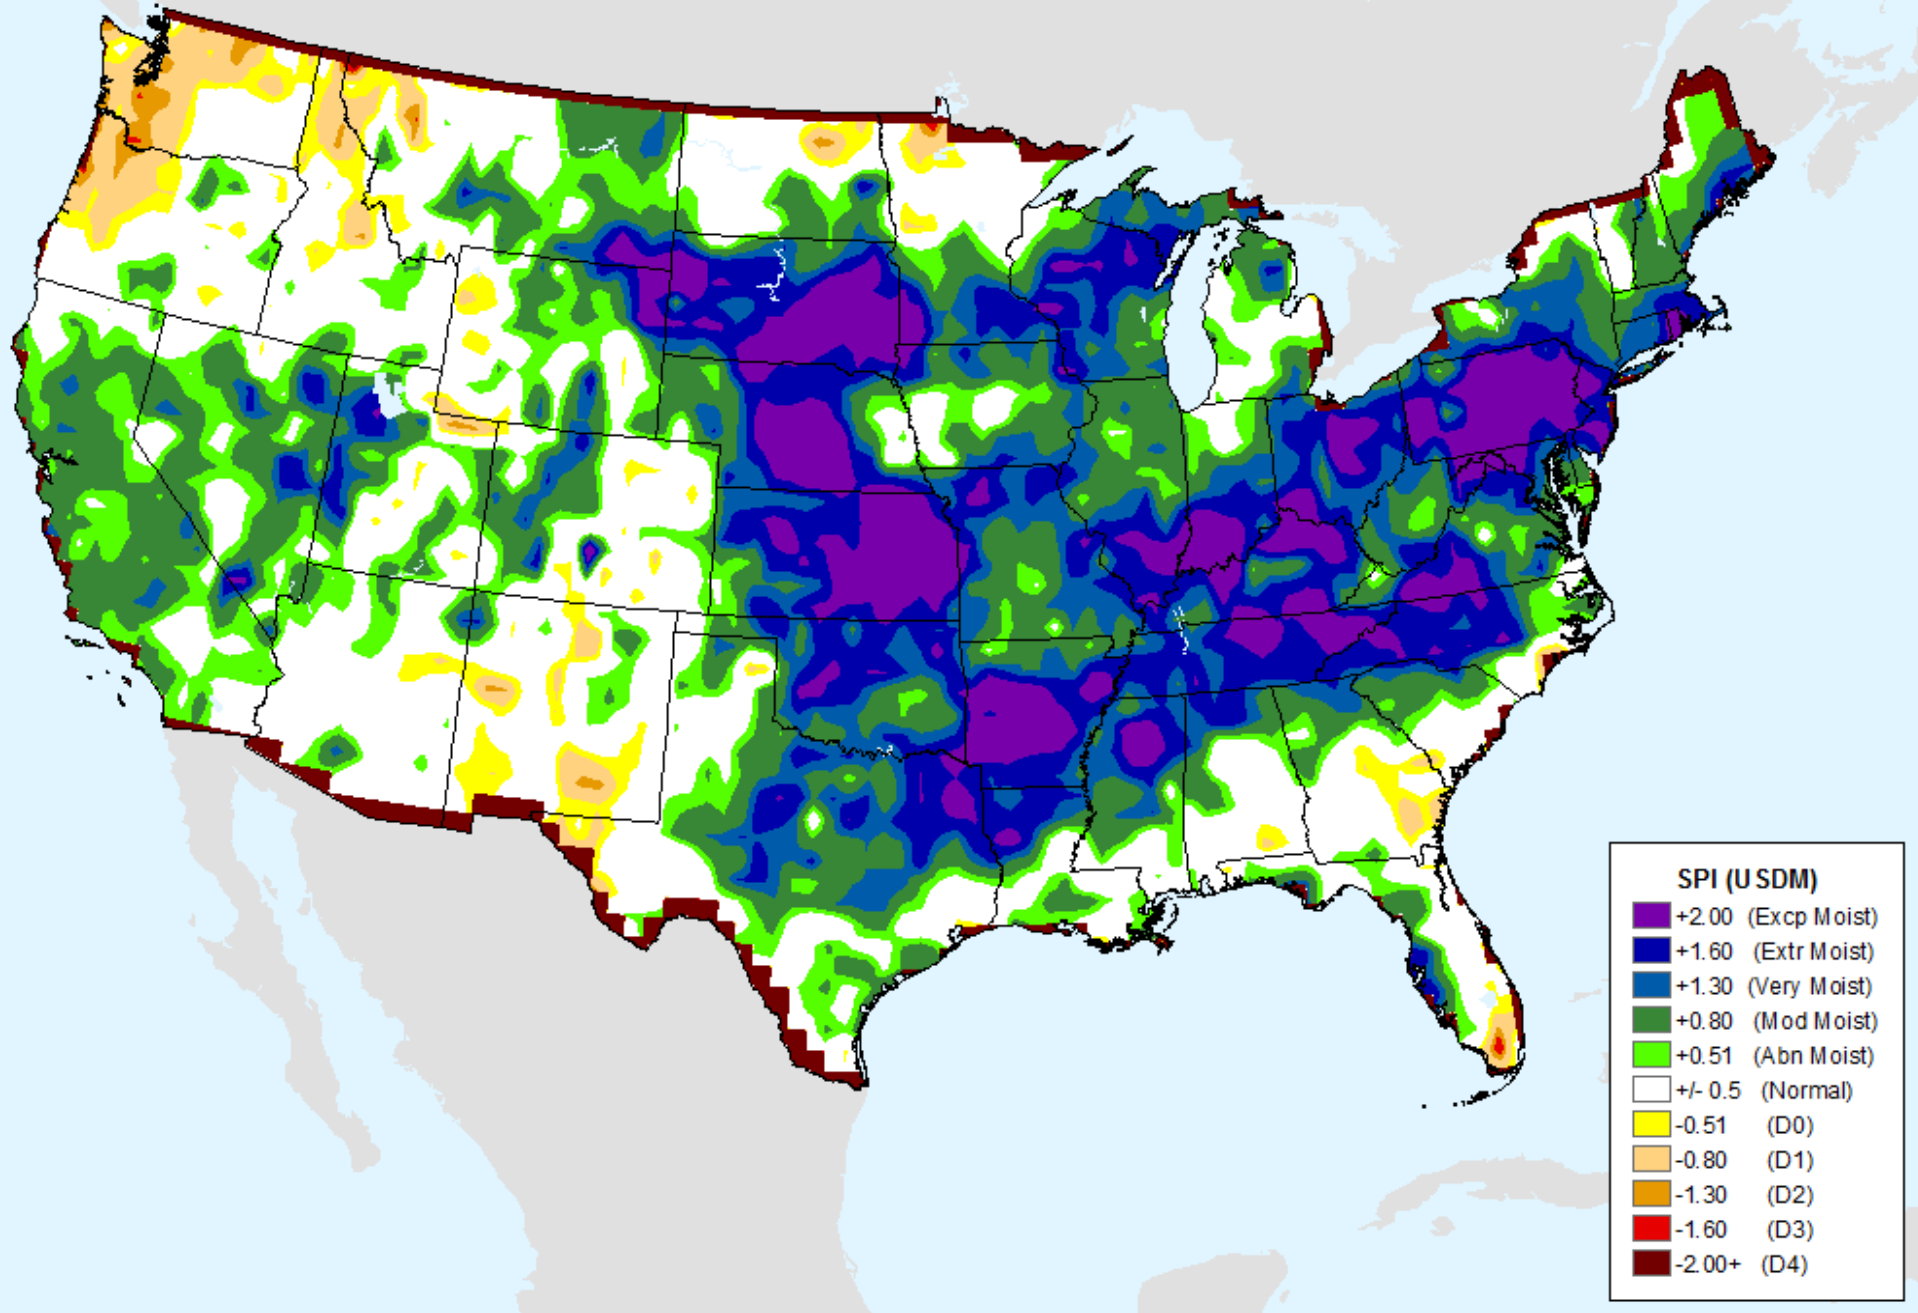 SPI (USDM)
+2.00 (Excp Moist)
+1.60 (Extr Moist)
+1.30 (Very Moist)
+0.80 (Mod Moist)
+0.51 (Abn Moist)
+/- 0.5 (Normal)
-0.51 (D0)
-0.80 (D1)
-1.30 (D2)
-1.60 (D3)
-2.00+ (D4)